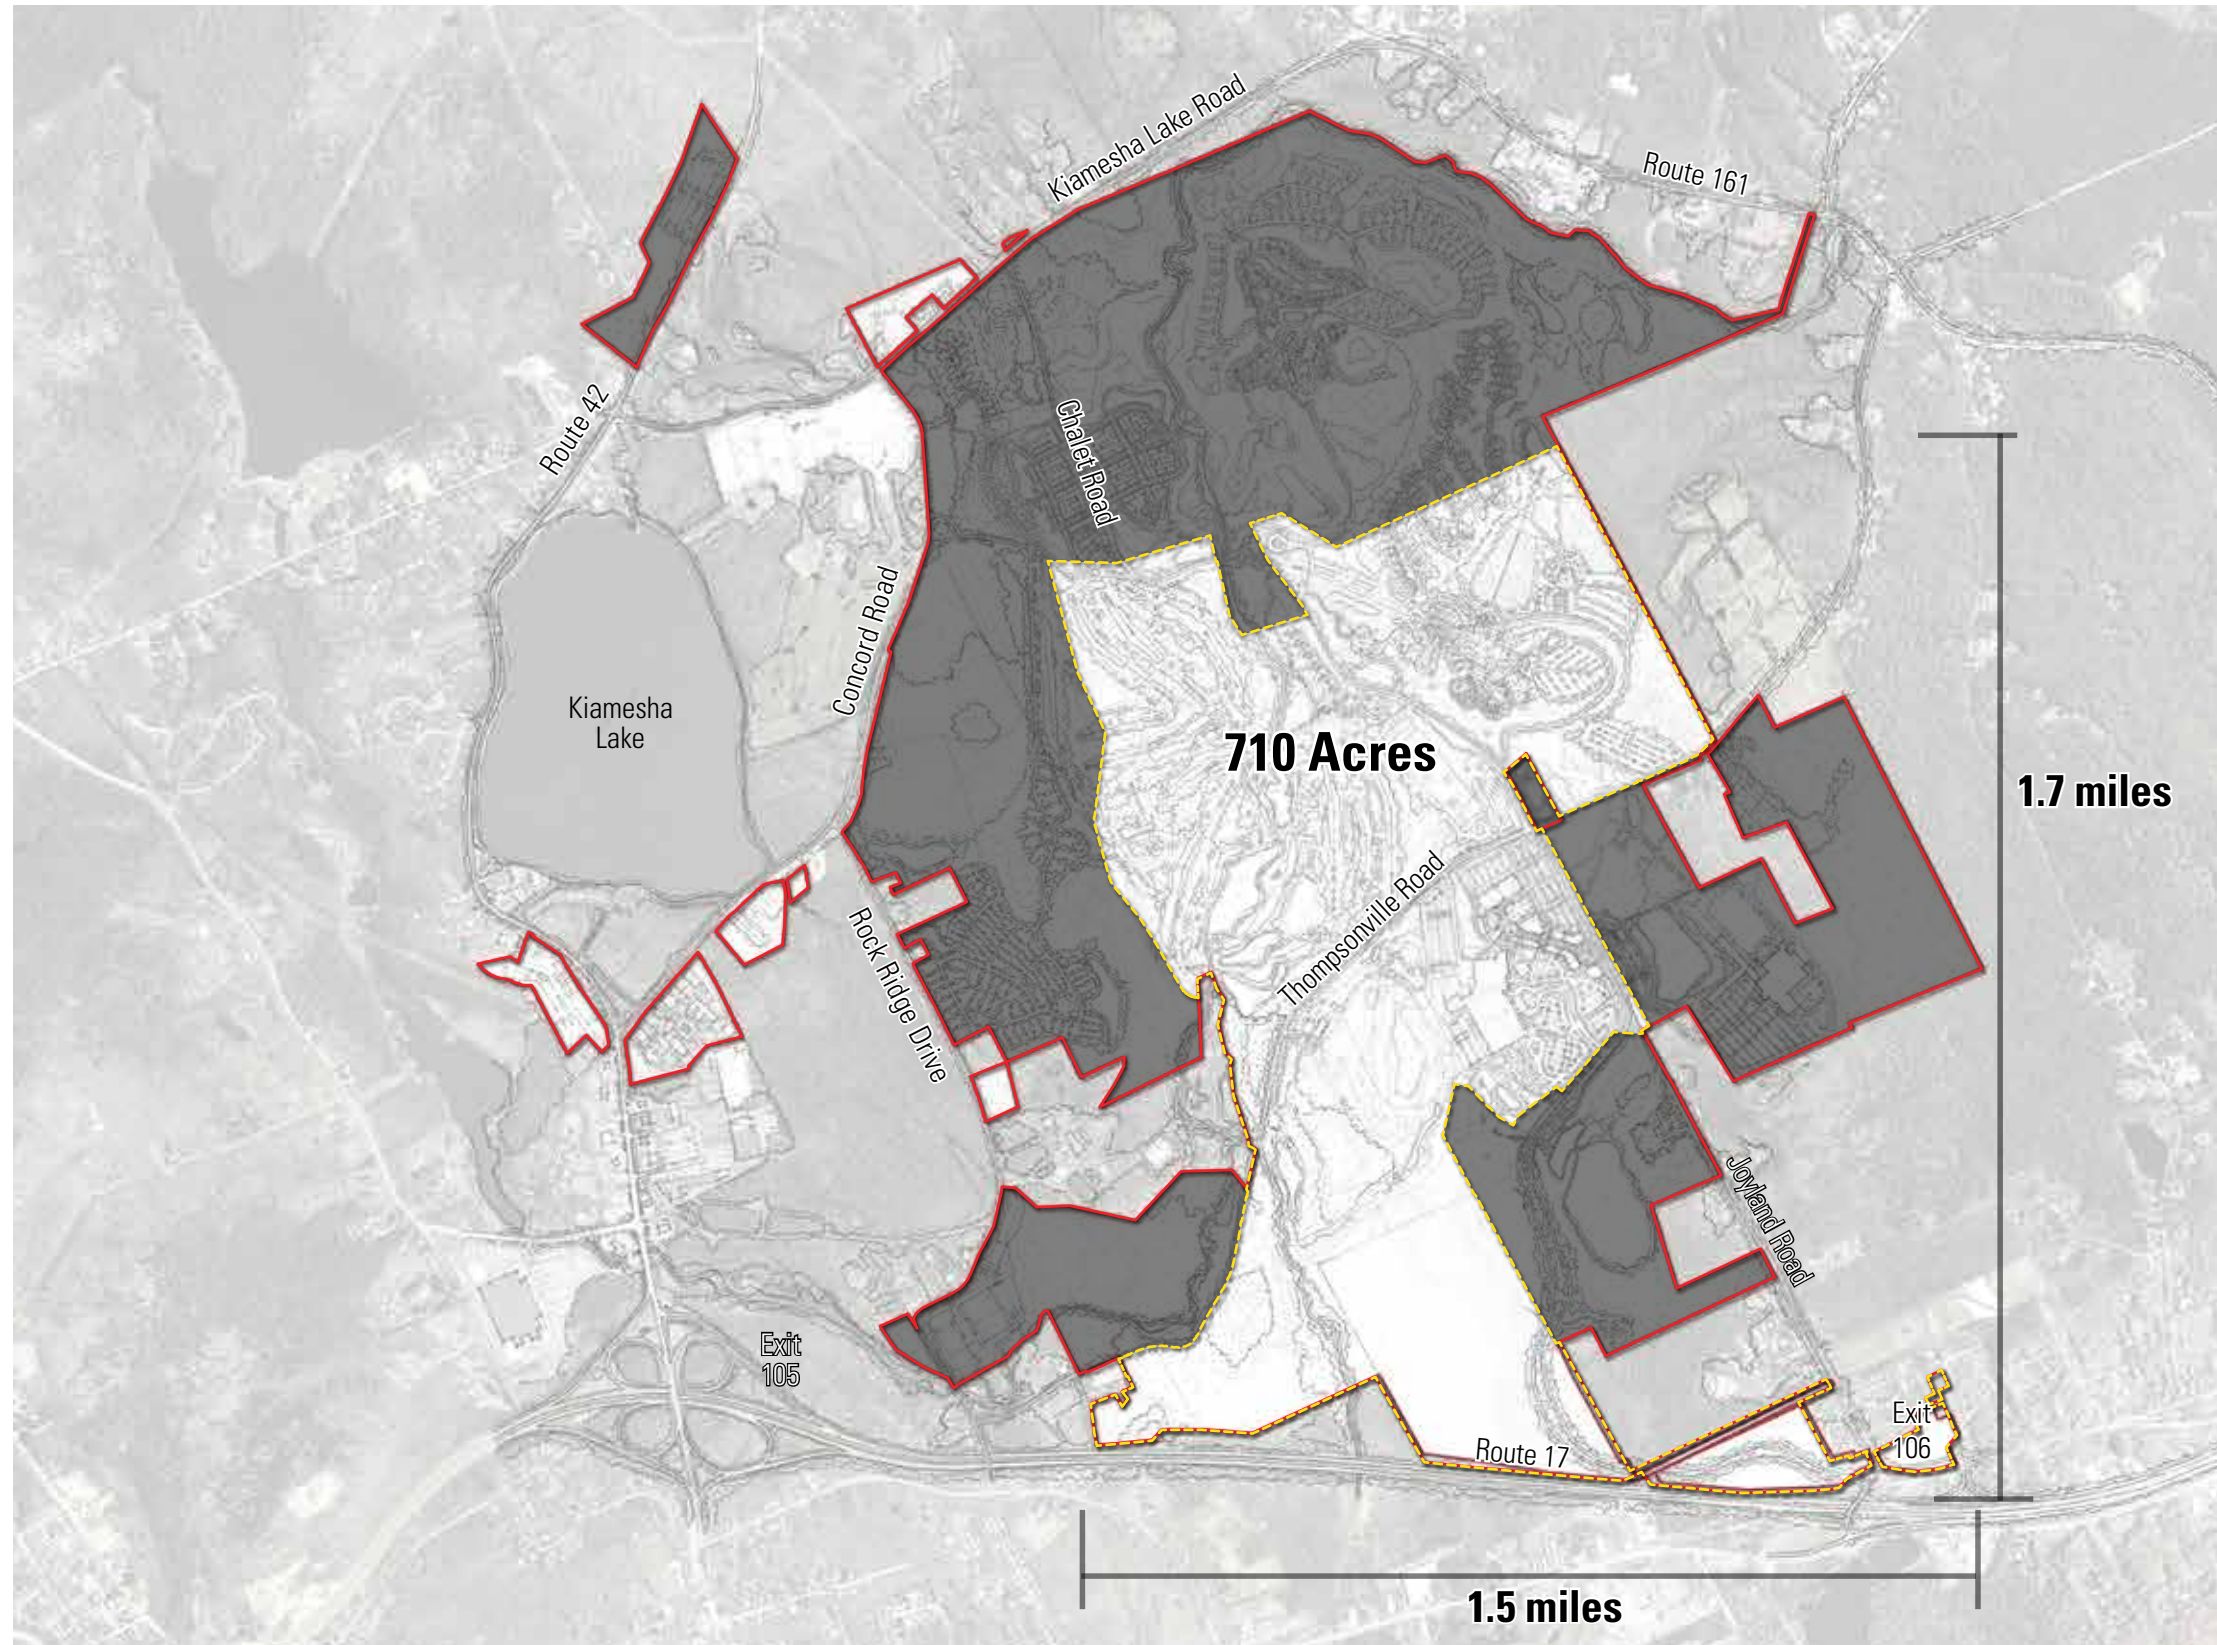 Kiamesha Lake Road
Route 161
Route 42
Chalet Road
Concord Road
Kiamesha
Lake
710 Acres
1.7 miles
Thompsonville Road
Rock Ridge Drive
Joyland Road
Exit
105
Exit
106
Route 17
1.5 miles